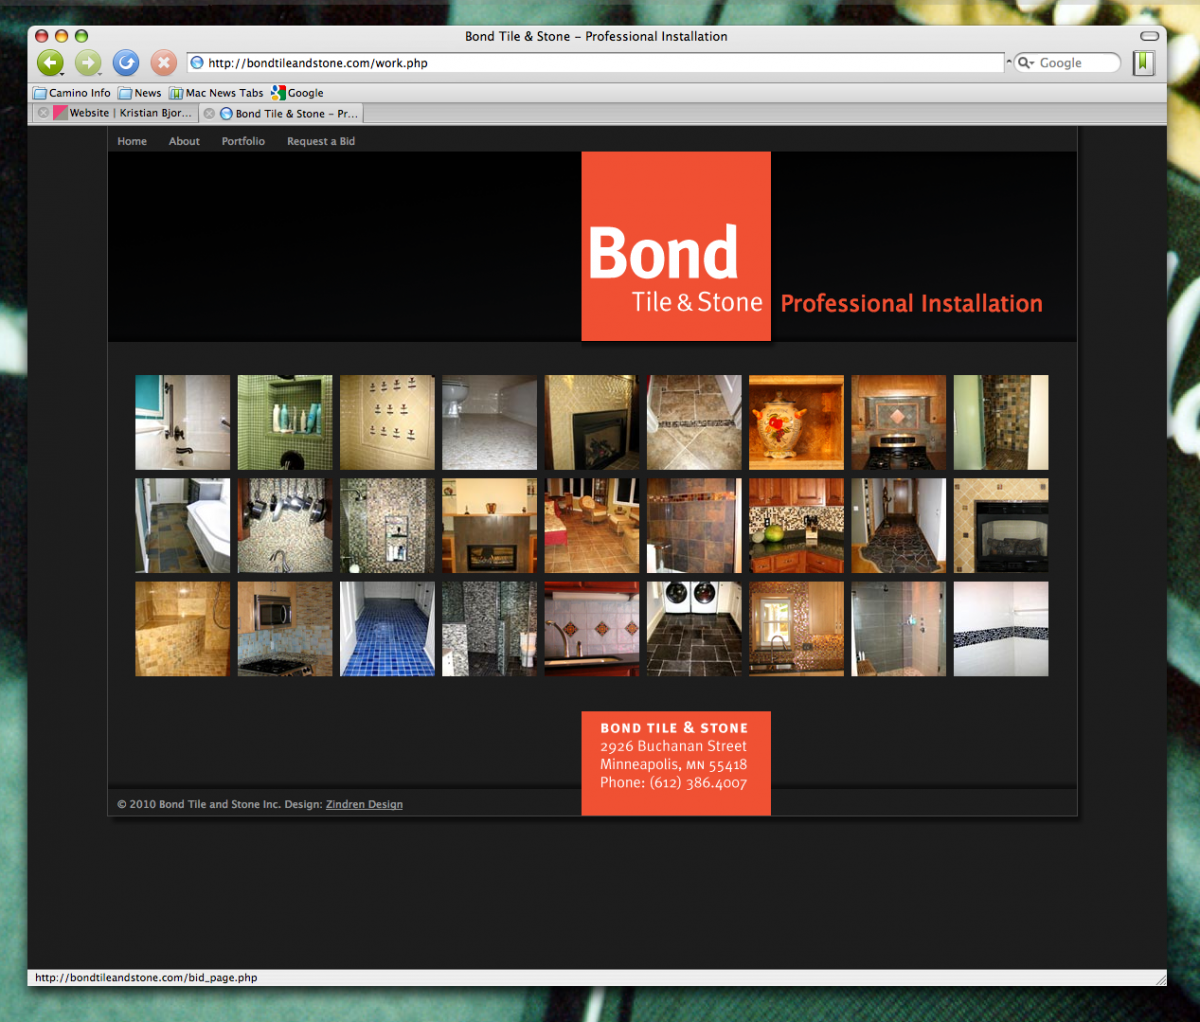 Bond Tile & Stone – Professional Installation
http://bondtileandstone.com/work.php
Google
Camino Info News Mac News Tabs Google
Website | Kristian Bjor... Bond Tile & Stone – Pr...
Home About Portfolio Request a Bid
Bond
Tile & Stone Professional Installation
BOND TILE & STONE
2926 Buchanan Street
Minneapolis, MN 55418
Phone: (612) 386.4007
© 2010 Bond Tile and Stone Inc. Design: Zindren Design
http://bondtileandstone.com/bid_page.php